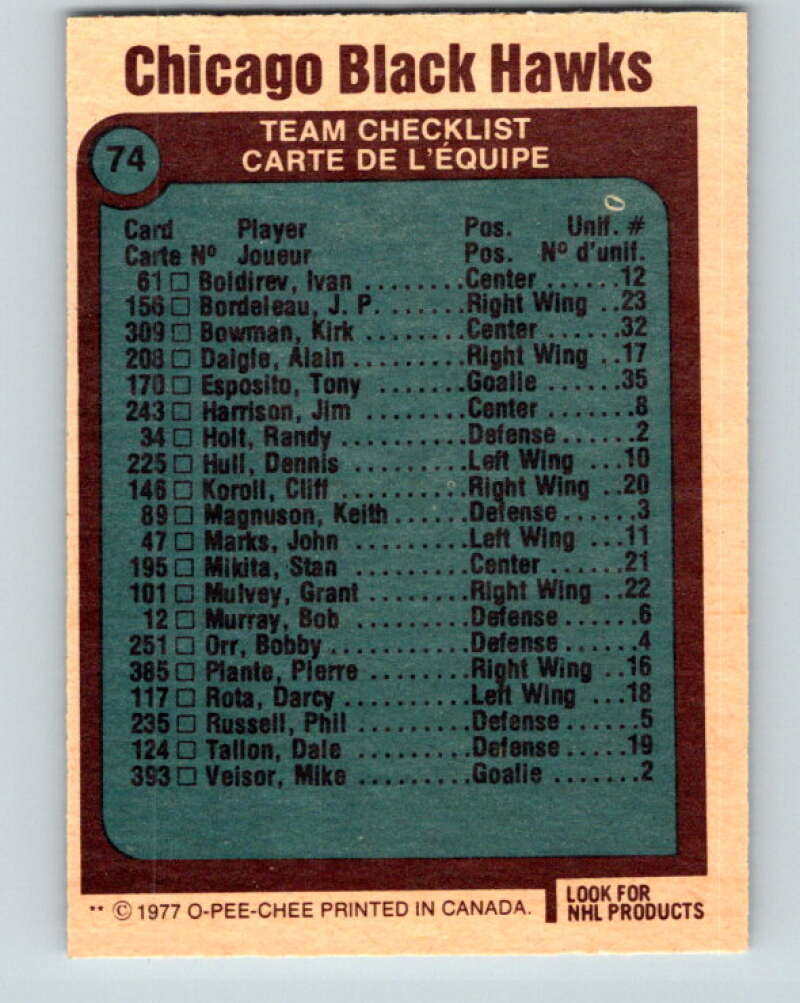 Chicago Black Hawks
74
TEAM CHECKLIST
CARTE DE L'ÉQUIPE
Card Player Pos. Unif. #
Carte Nº Joueur Pos. Nº d'unif.
61 □ Boldirev, Ivan ........Center......12
156 □ Bordeleau, J. P. .......Right Wing ..23
309 □ Bowman, Kirk .........Center.......32
208 □ Daigle, Alain..........Right Wing ..17
170 □ Esposito, Tony .......Goalie ......35
243 □ Harrison, Jim ........Center.......8
34 □ Holt, Randy ..........Defense......2
225 □ Hull, Dennis .........Left Wing ...10
146 □ Koroll, Cliff ..........Right Wing ..20
89 □ Magnuson, Keith......Defense......3
47 □ Marks, John .........Left Wing ...11
195 □ Mikita, Stan .........Center......21
101 □ Mulvey, Grant ........Right Wing ..22
12 □ Murray, Bob .........Defense......6
251 □ Orr, Bobby...........Defense......4
385 □ Plante, Pierre ........Right Wing ..16
117 □ Rota, Darcy..........Left Wing ...18
235 □ Russell, Phil .........Defense......5
124 □ Tallon, Dale .........Defense.....19
393 □ Veisor, Mike .........Goalie .......2
** © 1977 O-PEE-CHEE PRINTED IN CANADA.
LOOK FOR
NHL PRODUCTS